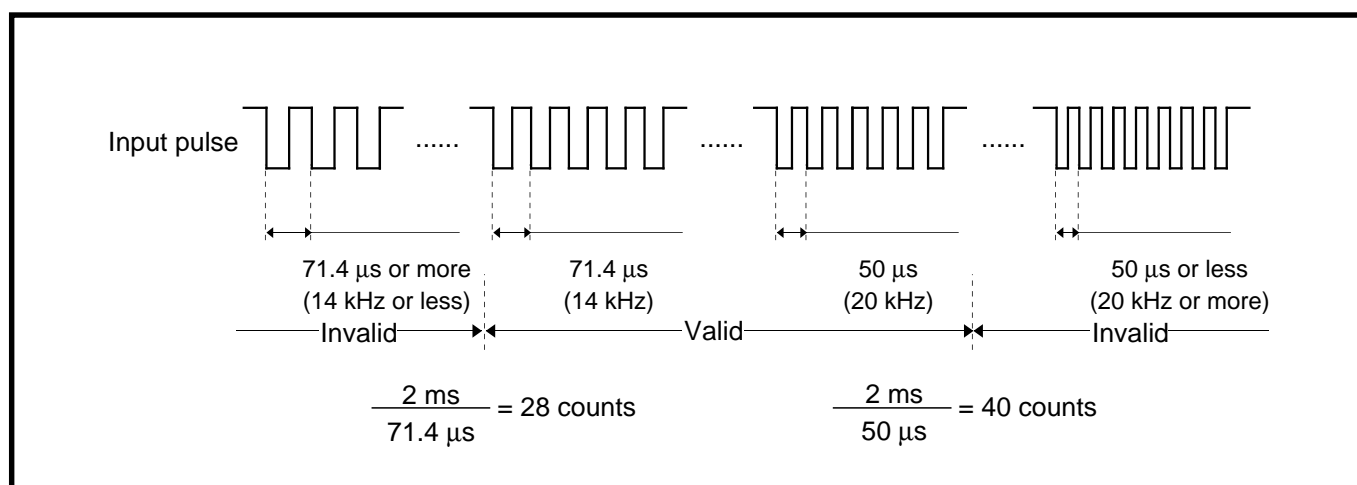 Input pulse ...... ...... ......
71.4 μs or more 71.4 μs 50 μs 50 μs or less
(14 kHz or less) (14 kHz) (20 kHz) (20 kHz or more)
Invalid Valid Invalid
2 ms
71.4 μs
= 28 counts
2 ms
50 μs
= 40 counts